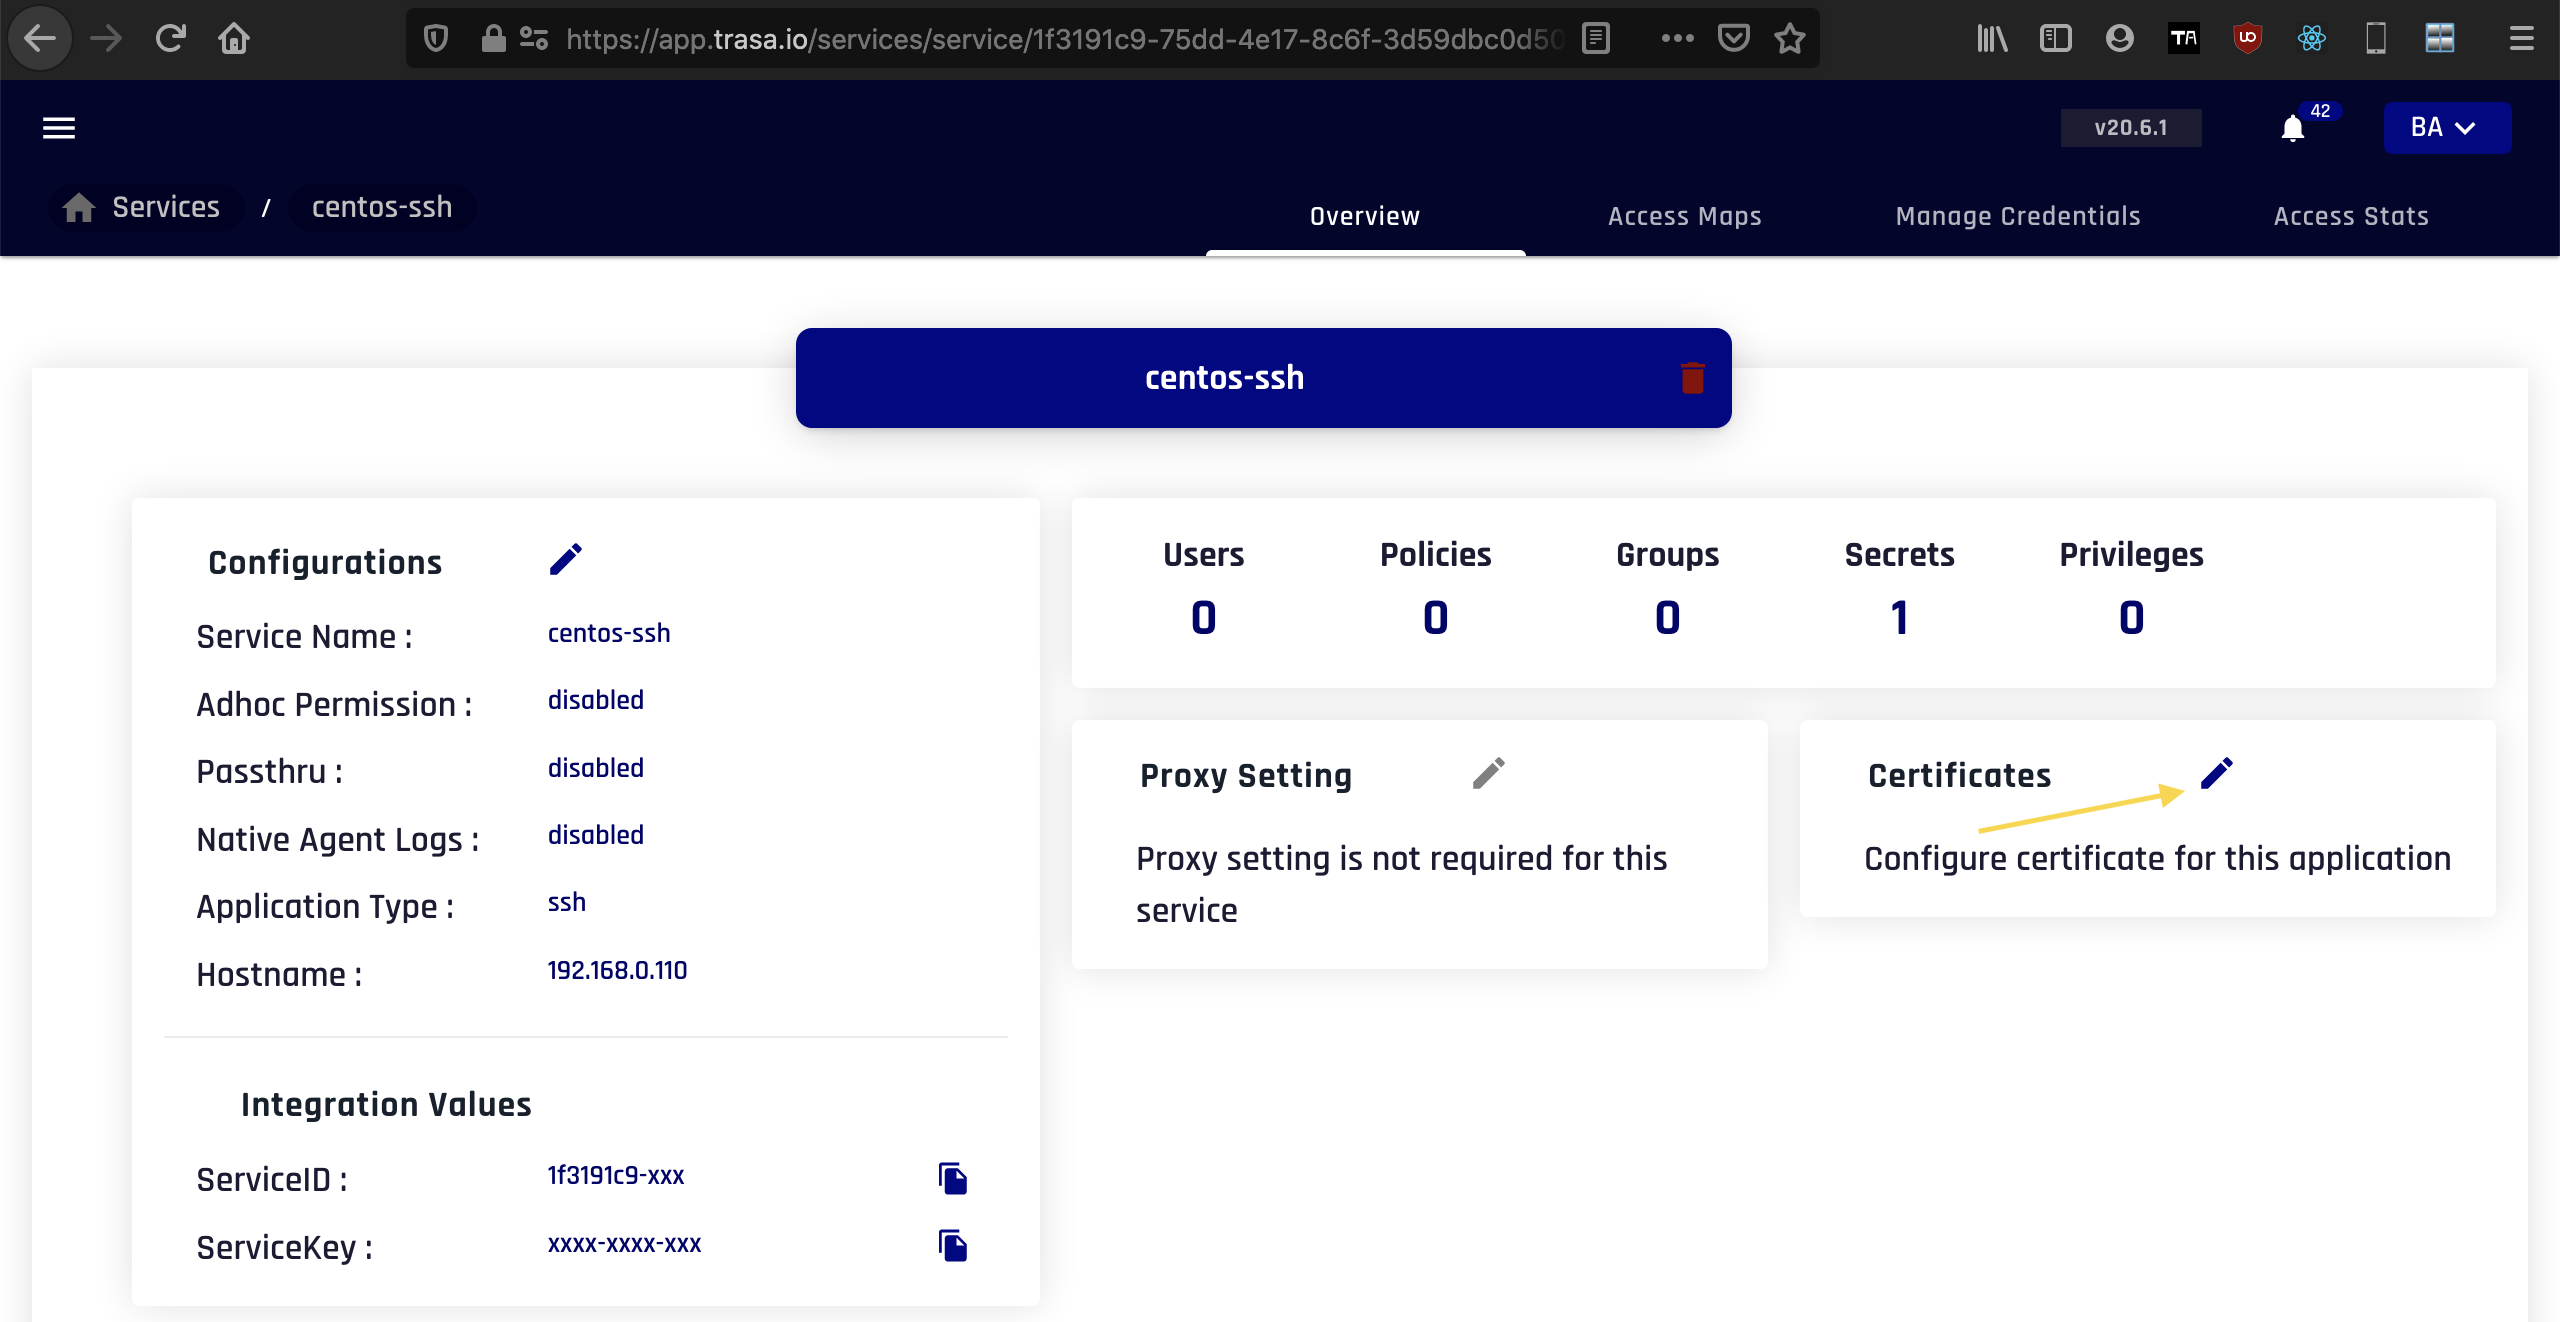 https://app.trasa.io/services/service/1f3191c9-75dd-4e17-8c6f-3d59dbc0d50
TA
UO
v20.6.1
42
BA
Services / centos-ssh
Overview
Access Maps
Manage Credentials
Access Stats
centos-ssh
Configurations
Service Name : centos-ssh
Adhoc Permission : disabled
Passthru : disabled
Native Agent Logs : disabled
Application Type : ssh
Hostname : 192.168.0.110
Integration Values
ServiceID : 1f3191c9-xxx
ServiceKey : xxxx-xxxx-xxx
Users
Policies
Groups
Secrets
Privileges
0
0
0
1
0
Proxy Setting
Proxy setting is not required for this
service
Certificates
Configure certificate for this application